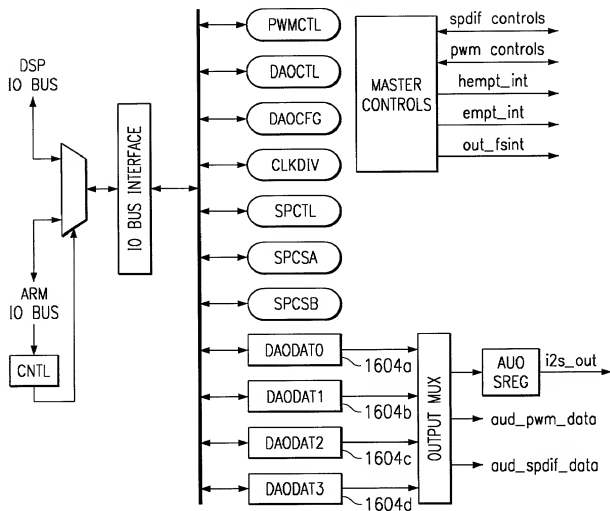 DSP
IO BUS
ARM
IO BUS
CNTL
IO BUS INTERFACE
PWMCTL
DAOCTL
DAOCFG
CLKDIV
SPCTL
SPCSA
SPCSB
DAODAT0
1604a
DAODAT1
1604b
DAODAT2
1604c
DAODAT3
1604d
MASTER
CONTROLS
spdif controls
pwm controls
hempt_int
empt_int
out_fsint
OUTPUT MUX
AUO
SREG
i2s_out
aud_pwm_data
aud_spdif_data